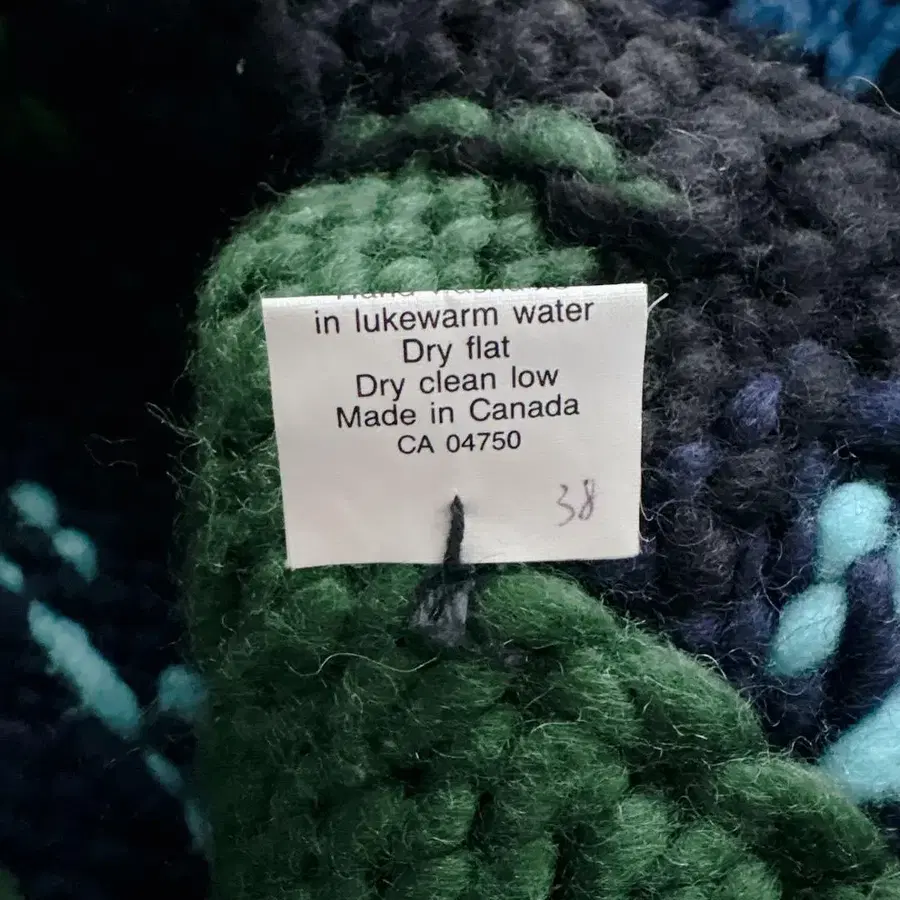 in lukewarm water
Dry flat
Dry clean low
Made in Canada
CA 04750
38